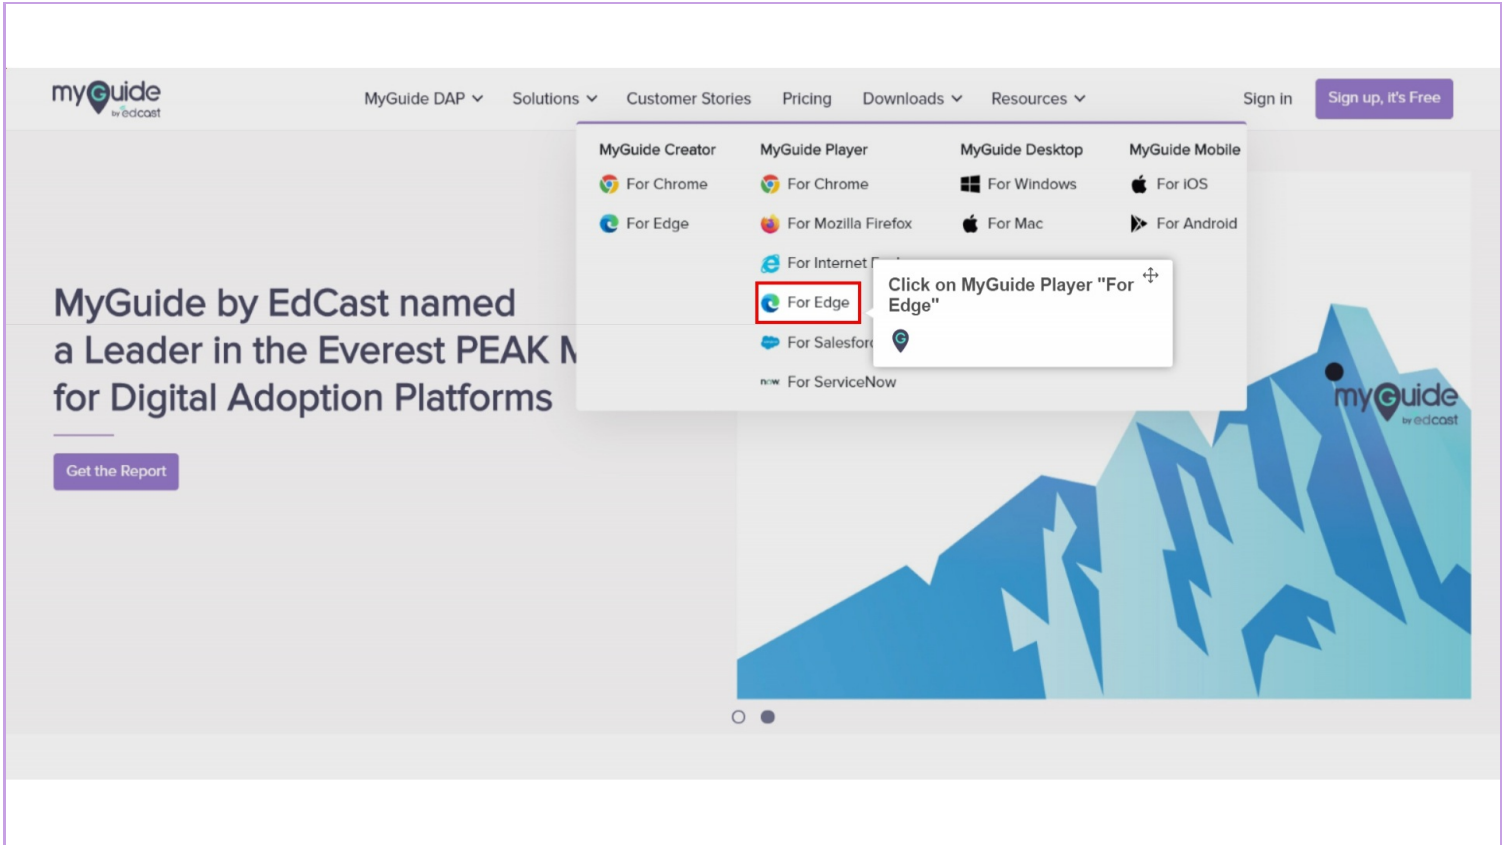 myGuide
by edcast
MyGuide DAP
Solutions
Customer Stories
Pricing
Downloads
Resources
Sign in
Sign up, it's Free
MyGuide Creator
For Chrome
For Edge
MyGuide Player
For Chrome
For Mozilla Firefox
For Internet
For Edge
For Salesforc
now For ServiceNow
MyGuide Desktop
For Windows
For Mac
MyGuide Mobile
For iOS
For Android
Click on MyGuide Player "For
Edge"
MyGuide by EdCast named
a Leader in the Everest PEAK
for Digital Adoption Platforms
Get the Report
myGuide
by edcast